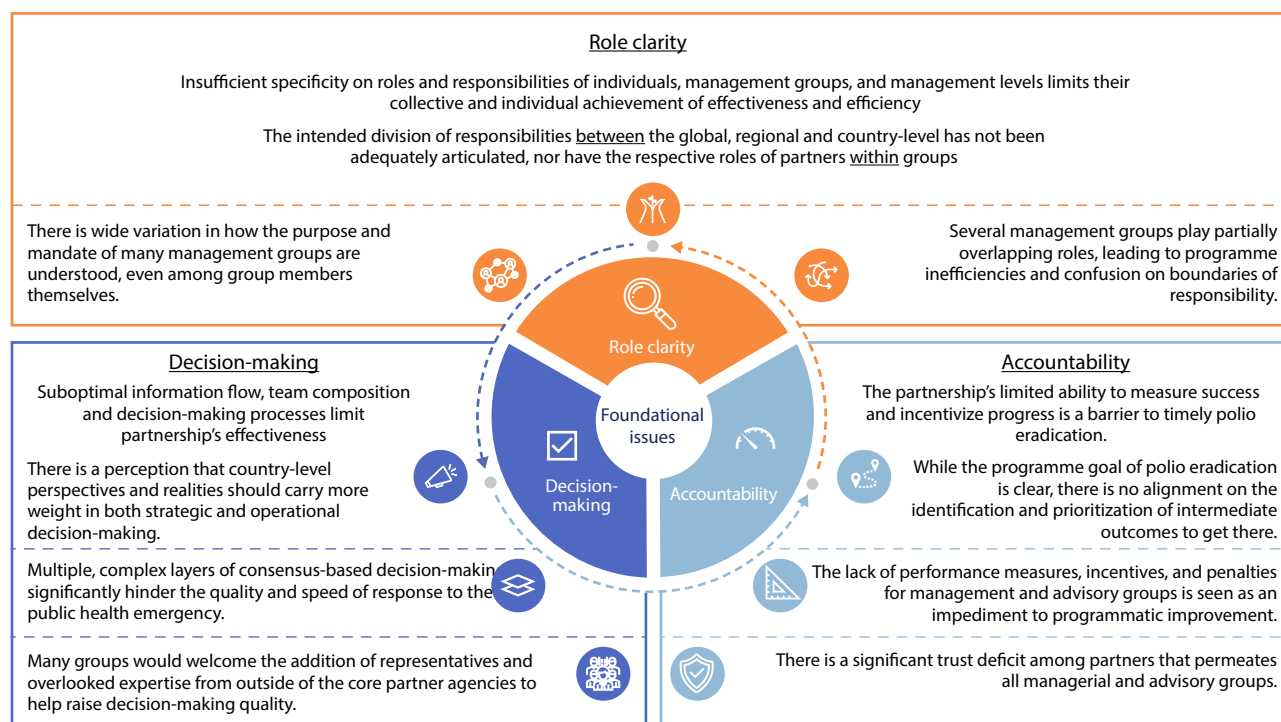 Role clarity
Insufficient specificity on roles and responsibilities of individuals, management groups, and management levels limits their
collective and individual achievement of effectiveness and efficiency
The intended division of responsibilities between the global, regional and country-level has not been
adequately articulated, nor have the respective roles of partners within groups
There is wide variation in how the purpose and
mandate of many management groups are
understood, even among group members
themselves.
Several management groups play partially
overlapping roles, leading to programme
inefficiencies and confusion on boundaries of
responsibility.
Role clarity
Foundational
issues
Decision-
making
Accountability
Decision-making
Suboptimal information flow, team composition
and decision-making processes limit
partnership's effectiveness
There is a perception that country-level
perspectives and realities should carry more
weight in both strategic and operational
decision-making.
Multiple, complex layers of consensus-based decision-making
significantly hinder the quality and speed of response to the
public health emergency.
Many groups would welcome the addition of representatives and
overlooked expertise from outside of the core partner agencies to
help raise decision-making quality.
Accountability
The partnership's limited ability to measure success
and incentivize progress is a barrier to timely polio
eradication.
While the programme goal of polio eradication
is clear, there is no alignment on the
identification and prioritization of intermediate
outcomes to get there.
The lack of performance measures, incentives, and penalties
for management and advisory groups is seen as an
impediment to programmatic improvement.
There is a significant trust deficit among partners that permeates
all managerial and advisory groups.